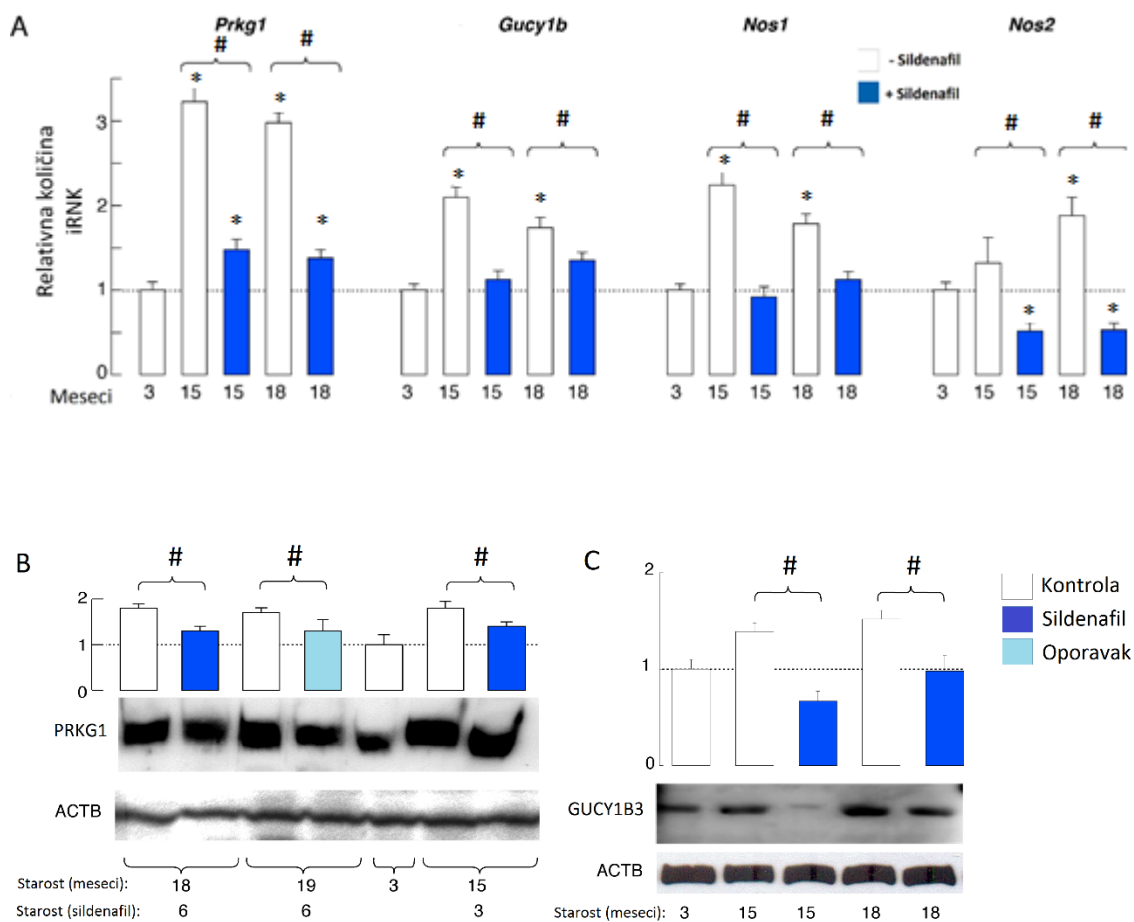 A
Prkg1 Gucy1b Nos1 Nos2
# # # # # # # #
- Sildenafil
+ Sildenafil
* * * * * * * * * * *
Relativna količina
iRNK
3
2
1
0
Meseci 3 15 15 18 18 3 15 15 18 18 3 15 15 18 18 3 15 15 18 18
B
# # #
2
1
0
PRKG1
ACTB
Starost (meseci): 18 19 3 15
Starost (sildenafil): 6 6 3
C
# #
2
1
0
Kontrola
Sildenafil
Oporavak
GUCY1B3
ACTB
Starost (meseci): 3 15 15 18 18